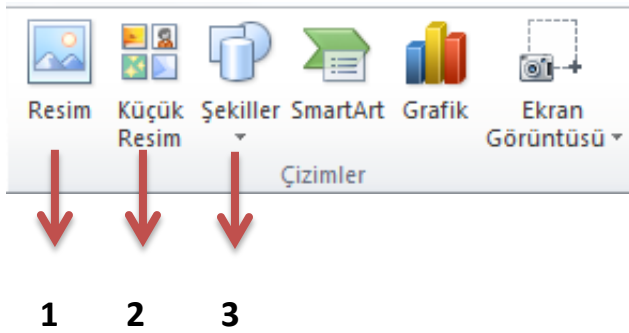 Resim Küçük Resim Şekiller SmartArt Grafik Ekran Görüntüsü
Çizimler
1 2 3